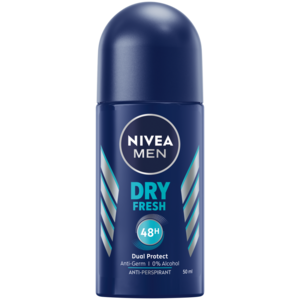 NIVEA
MEN
DRY
FRESH
48H
Dual Protect
Anti-Germ | 0% Alcohol
ANTI-PERSPIRANT
50 ml